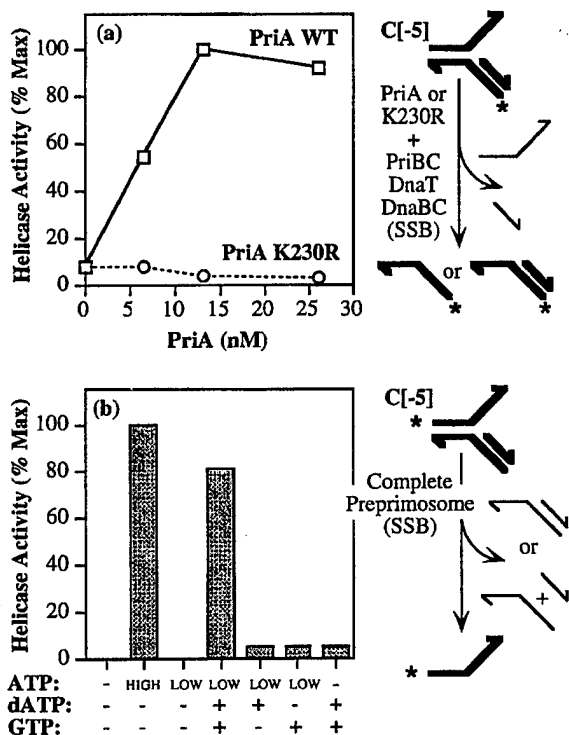 (a)
PriA WT
PriA K230R
Helicase Activity (% Max)
100
80
60
40
20
0
0 5 10 15 20 25 30
PriA (nM)
C[-5]
*
PriA or
K230R
+
PriBC
DnaT
DnaBC
(SSB)
or
* *
(b)
Helicase Activity (% Max)
100
80
60
40
20
0
ATP: - HIGH LOW LOW LOW LOW -
dATP: - - - + + - +
GTP: - - - + - + +
C[-5]
*
Complete
Preprimosome
(SSB)
or
+
*